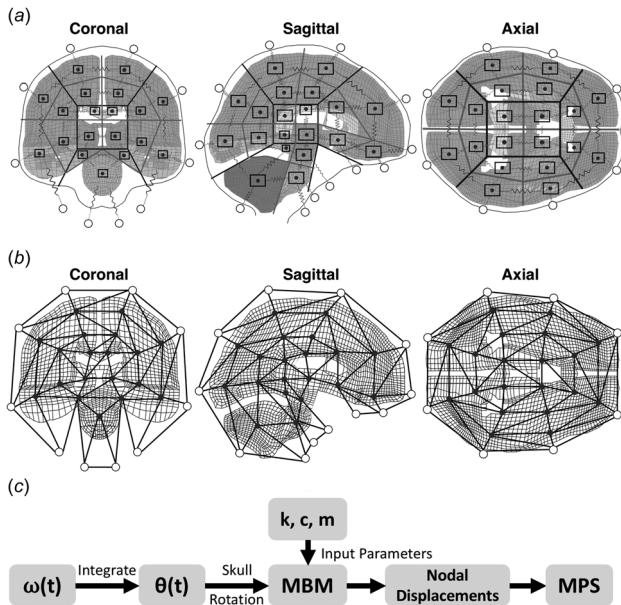 (a)
Coronal Sagittal Axial
(b)
Coronal Sagittal Axial
(c)
k, c, m
Input Parameters
Integrate Skull
ω(t) θ(t) MBM Nodal Displacements MPS
Rotation